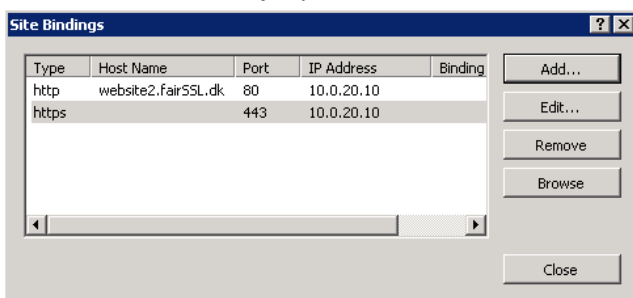 Site Bindings
Type Host Name Port IP Address Binding
http website2.fairSSL.dk 80 10.0.20.10
https 443 10.0.20.10
Add...
Edit...
Remove
Browse
Close